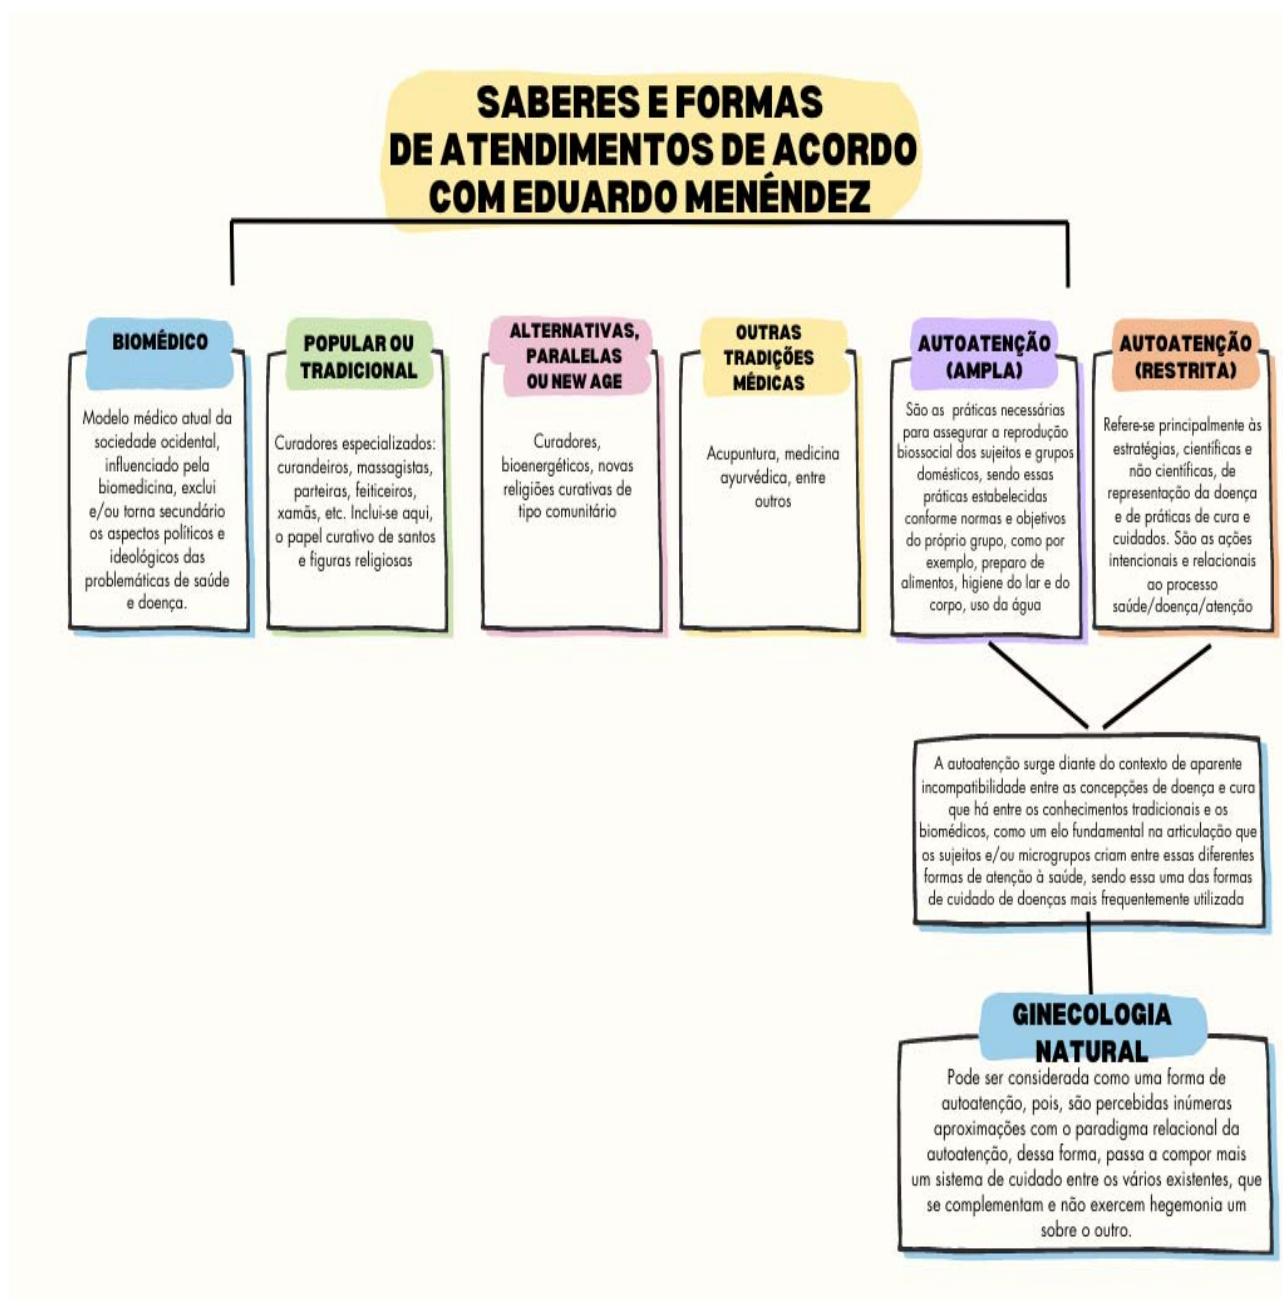 SABERES E FORMAS
DE ATENDIMENTOS DE ACORDO
COM EDUARDO MENÉNDEZ
BIOMÉDICO
Modelo médico atual da
sociedade ocidental,
influenciado pela
biomedicina, exclui
e/ou torna secundário
os aspectos políticos e
ideológicos das
problemáticas de saúde
e doença.
POPULAR OU
TRADICIONAL
Curadores especializados:
curandeiros, massagistas,
parteiras, feiticeiros,
xamãs, etc. Inclui-se aqui,
o papel curativo de santos
e figuras religiosas
ALTERNATIVAS,
PARALELAS
OU NEW AGE
Curadores,
bioenergéticos, novas
religiões curativas de
tipo comunitário
OUTRAS
TRADIÇÕES
MÉDICAS
Acupuntura, medicina
ayurvédica, entre
outros
AUTOATENÇÃO
(AMPLA)
São as práticas necessárias
para assegurar a reprodução
biossocial dos sujeitos e grupos
domésticos, sendo essas
práticas estabelecidas
conforme normas e objetivos
do próprio grupo, como por
exemplo, preparo de
alimentos, higiene do lar e do
corpo, uso da água
AUTOATENÇÃO
(RESTRITA)
Refere-se principalmente às
estratégias, científicas e
não científicas, de
representação da doença
e de práticas de cura e
cuidados. São as ações
intencionais e relacionais
ao processo
saúde/doença/atenção
A autoatenção surge diante do contexto de aparente
incompatibilidade entre as concepções de doença e cura
que há entre os conhecimentos tradicionais e os
biomédicos, como um elo fundamental na articulação que
os sujeitos e/ou microgrupos criam entre essas diferentes
formas de atenção à saúde, sendo essa uma das formas
de cuidado de doenças mais frequentemente utilizada
GINECOLOGIA
NATURAL
Pode ser considerada como uma forma de
autoatenção, pois, são percebidas inúmeras
aproximações com o paradigma relacional da
autoatenção, dessa forma, passa a compor mais
um sistema de cuidado entre os vários existentes, que
se complementam e não exercem hegemonia um
sobre o outro.